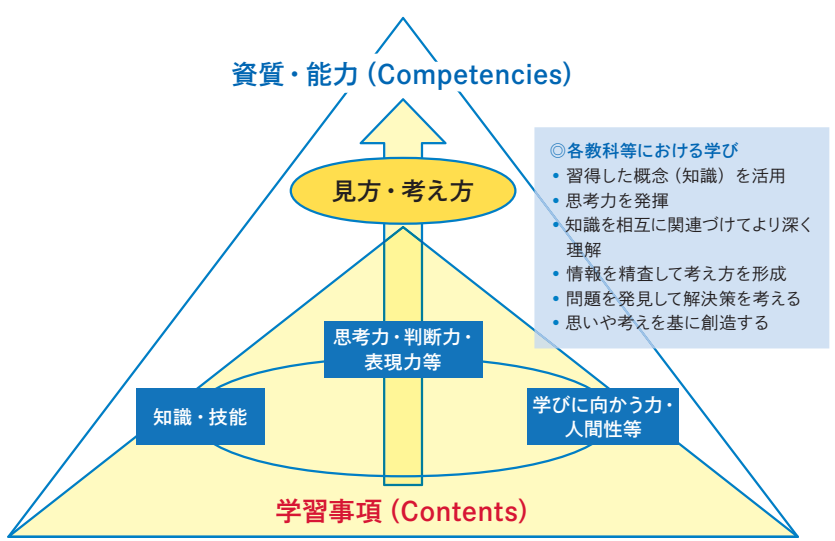 資質・能力（Competencies）
見方・考え方
◎各教科等における学び
• 習得した概念（知識）を活用
• 思考力を発揮
• 知識を相互に関連づけてより深く
理解
• 情報を精査して考え方を形成
• 問題を発見して解決策を考える
• 思いや考えを基に創造する
思考力・判断力・
表現力等
知識・技能
学びに向かう力・
人間性等
学習事項（Contents）